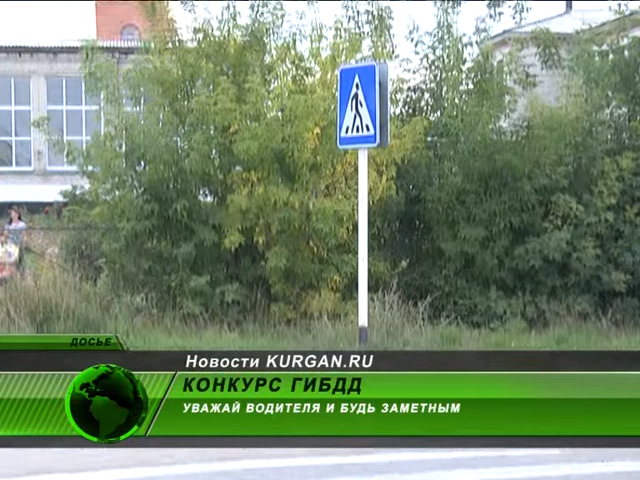 ДОСЬЕ
Новости KURGAN.RU
КОНКУРС ГИБДД
УВАЖАЙ ВОДИТЕЛЯ И БУДЬ ЗАМЕТНЫМ